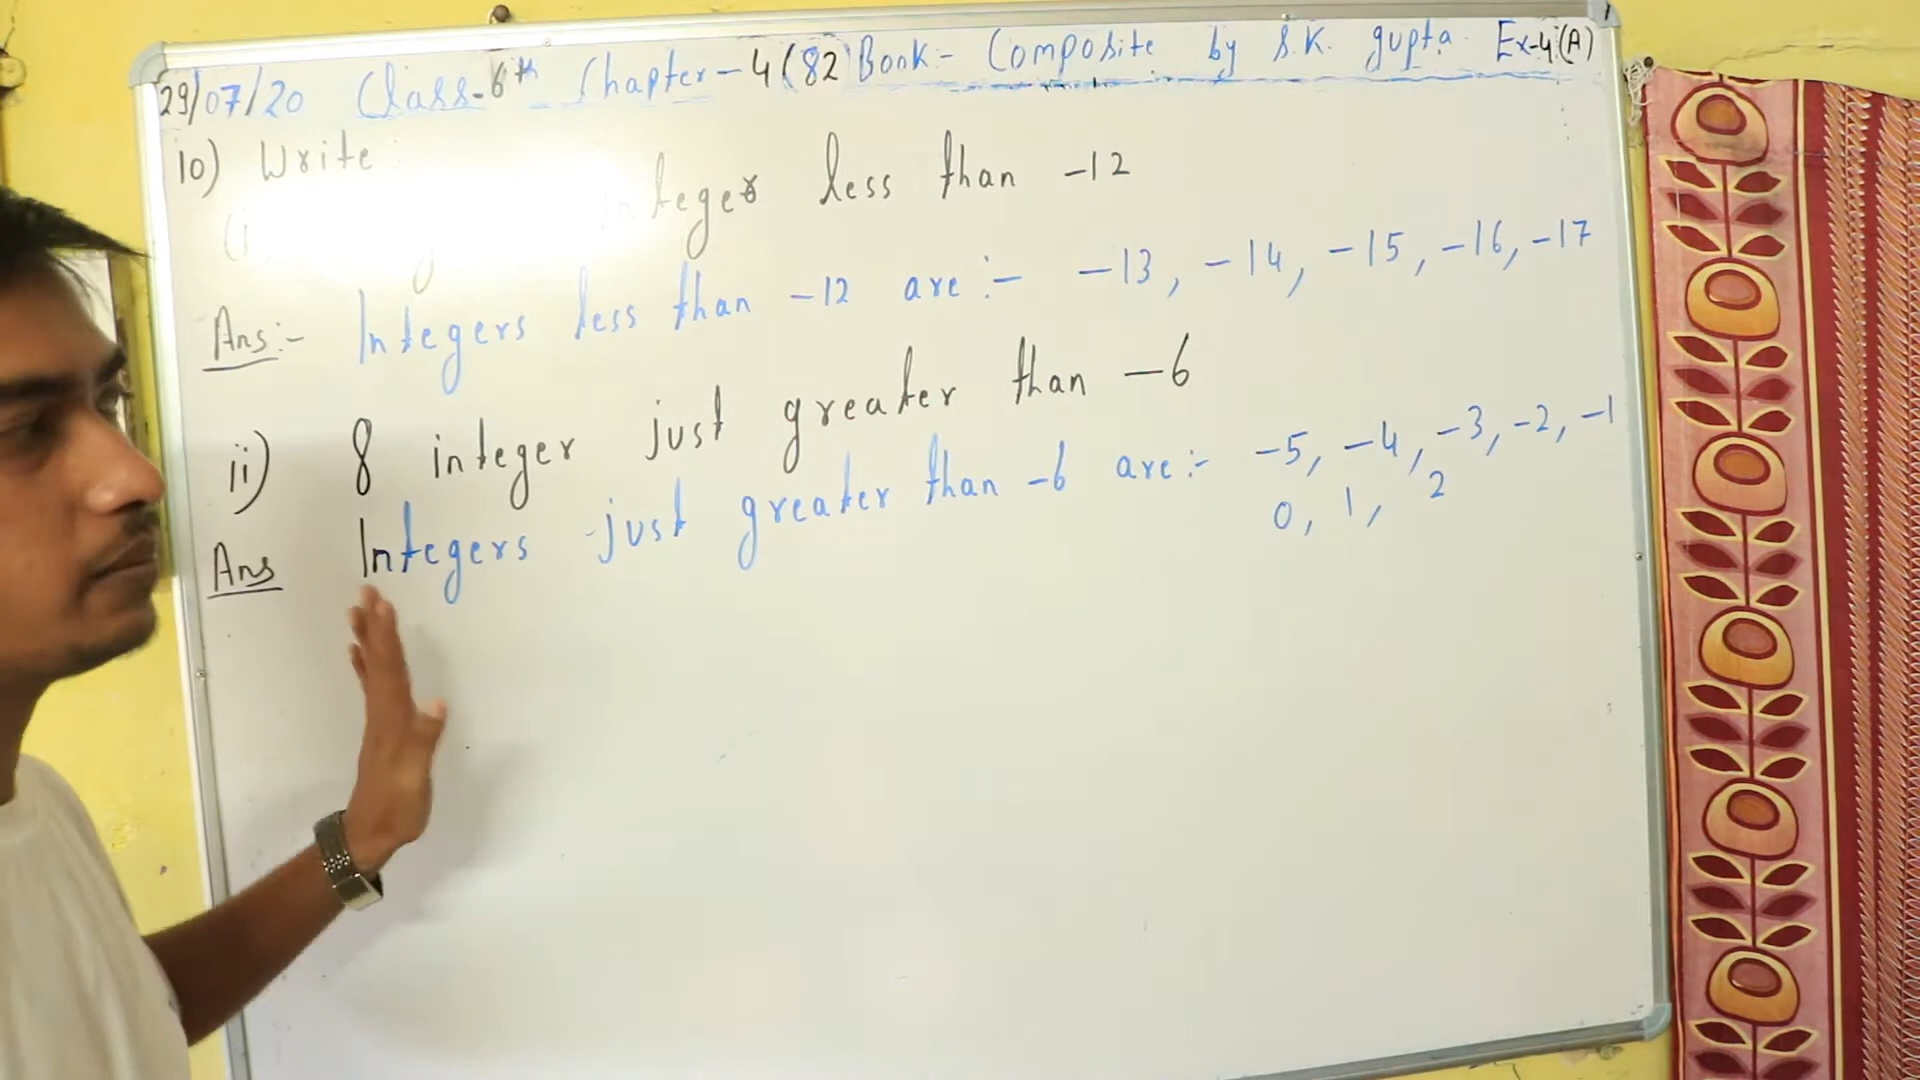 29/07/20 Class-6th Chapter-4(82) Book- Composite by S.K. gupta Ex-4(A)
10) Write
less than -12
Ans:- Integers less than -12 are:- -13, -14, -15, -16, -17
ii) 8 integer just greater than -6
Ans Integers just greater than -6 are:- -5, -4, -3, -2, -1
0, 1, 2